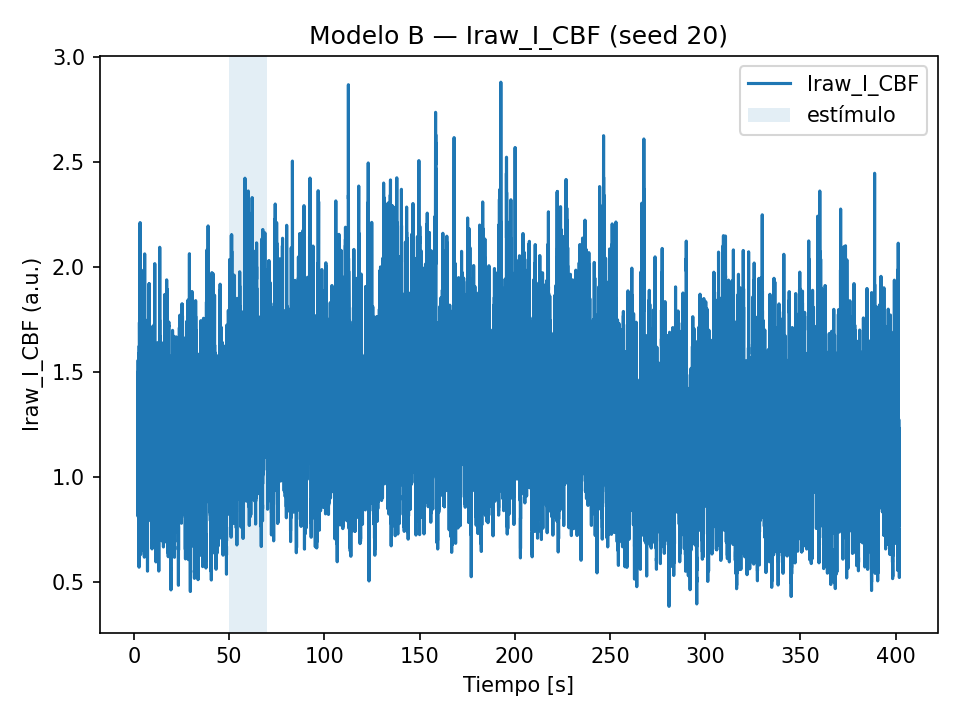 Modelo B — Iraw_I_CBF (seed 20)
Iraw_I_CBF
estímulo
Iraw_I_CBF (a.u.)
3.0
2.5
2.0
1.5
1.0
0.5
0 50 100 150 200 250 300 350 400
Tiempo [s]